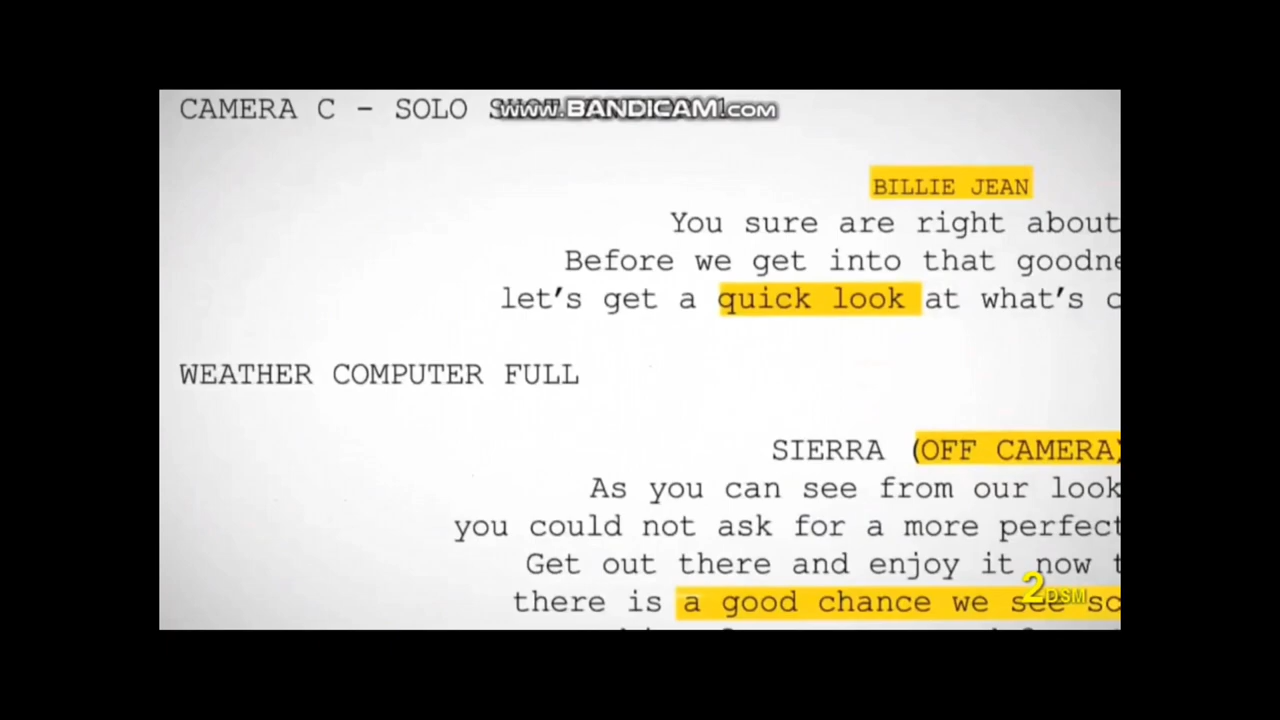 CAMERA C - SOLO
www.BANDICAM.com
BILLIE JEAN
You sure are right about
Before we get into that
let's get a quick look at what's
WEATHER COMPUTER FULL
SIERRA (OFF CAMERA)
As you can see from our look
you could not ask for a more perfect
Get out there and enjoy it now
there is a good chance we see
2DSM